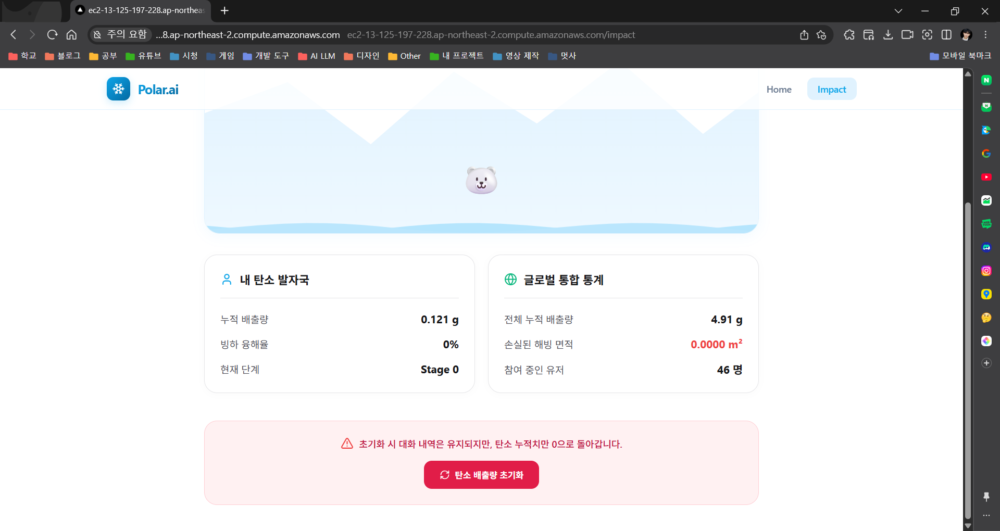 ec2-13-125-197-228.ap-northeas
주의 요함 ...8.ap-northeast-2.compute.amazonaws.com ec2-13-125-197-228.ap-northeast-2.compute.amazonaws.com/impact
학교 블로그 공부 유튜브 시청 게임 개발 도구 AI LLM 디자인 Other 내 프로젝트 영상 제작 멋사 모바일 북마크
Polar.ai Home Impact
내 탄소 발자국
누적 배출량 0.121 g
빙하 융해율 0%
현재 단계 Stage 0
글로벌 통합 통계
전체 누적 배출량 4.91 g
손실된 해빙 면적 0.0000 m²
참여 중인 유저 46 명
초기화 시 대화 내역은 유지되지만, 탄소 누적치만 0으로 돌아갑니다.
탄소 배출량 초기화